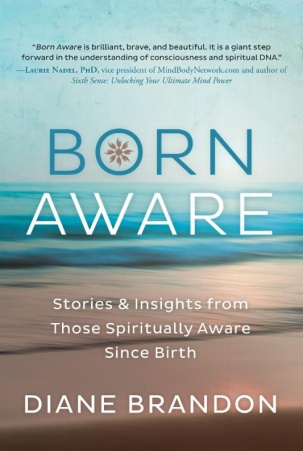 "Born Aware is brilliant, brave, and beautiful. It is a giant step
forward in the understanding of consciousness and spiritual DNA."
—Laurie Nadel, PhD, vice president of MindBodyNetwork.com and author of
Sixth Sense: Unlocking Your Ultimate Mind Power
BORN
AWARE
Stories & Insights from
Those Spiritually Aware
Since Birth
DIANE BRANDON